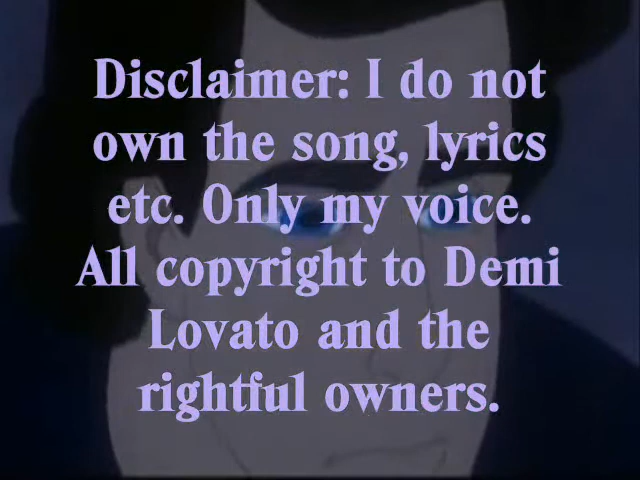 Disclaimer: I do not
own the song, lyrics
etc. Only my voice.
All copyright to Demi
Lovato and the
rightful owners.